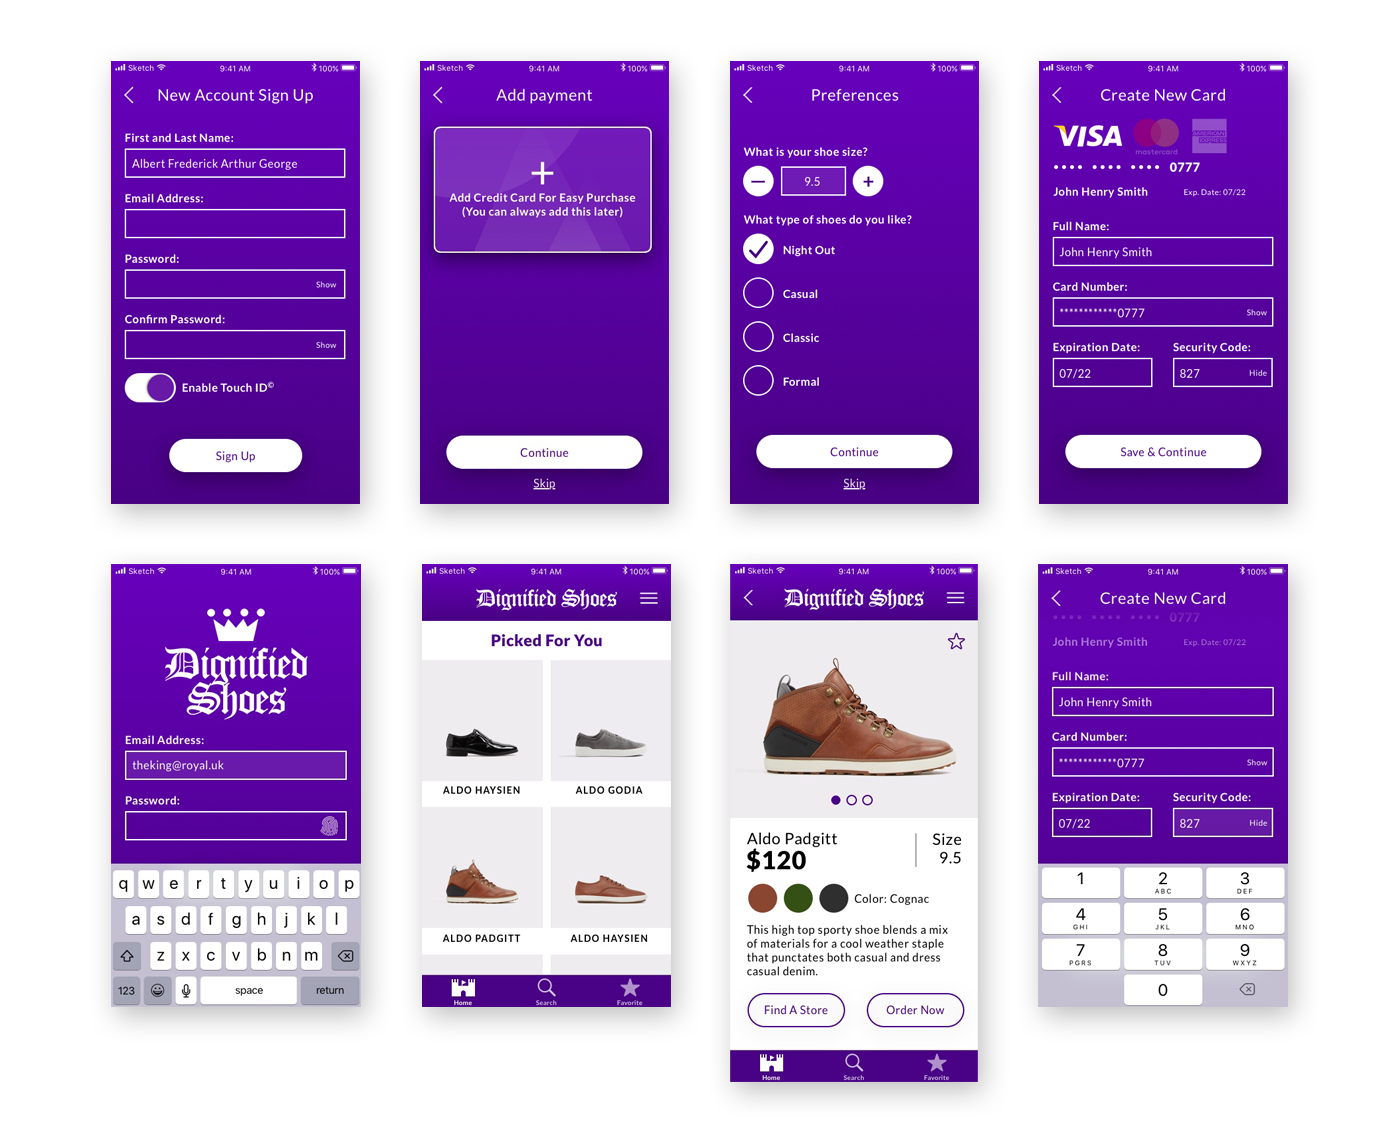 Sketch 9:41 AM 100%
New Account Sign Up
First and Last Name:
Albert Frederick Arthur George
Email Address:
Password:
Show
Confirm Password:
Show
Enable Touch ID©
Sign Up
Sketch 9:41 AM 100%
Add payment
Add Credit Card For Easy Purchase
(You can always add this later)
Continue
Skip
Sketch 9:41 AM 100%
Preferences
What is your shoe size?
9.5
What type of shoes do you like?
Night Out
Casual
Classic
Formal
Continue
Skip
Sketch 9:41 AM 100%
Create New Card
VISA mastercard AMERICAN EXPRESS
•••• •••• •••• 0777
John Henry Smith Exp. Date: 07/22
Full Name:
John Henry Smith
Card Number:
************0777 Show
Expiration Date: Security Code:
07/22 827 Hide
Save & Continue
Sketch 9:41 AM 100%
Dignified
Shoes
Email Address:
theking@royal.uk
Password:
q w e r t y u i o p
a s d f g h j k l
z x c v b n m
123 space return
Sketch 9:41 AM 100%
Dignified Shoes
Picked For You
ALDO HAYSIEN ALDO GODIA
ALDO PADGITT ALDO HAYSIEN
Home Search Favorite
Sketch 9:41 AM 100%
Dignified Shoes
Aldo Padgitt Size
$120 9.5
Color: Cognac
This high top sporty shoe blends a mix
of materials for a cool weather staple
that punctates both casual and dress
casual denim.
Find A Store Order Now
Home Search Favorite
Sketch 9:41 AM 100%
Create New Card
•••• •••• •••• 0777
John Henry Smith Exp. Date: 07/22
Full Name:
John Henry Smith
Card Number:
************0777 Show
Expiration Date: Security Code:
07/22 827 Hide
1 2 3
ABC DEF
4 5 6
GHI JKL MNO
7 8 9
PQRS TUV WXYZ
0